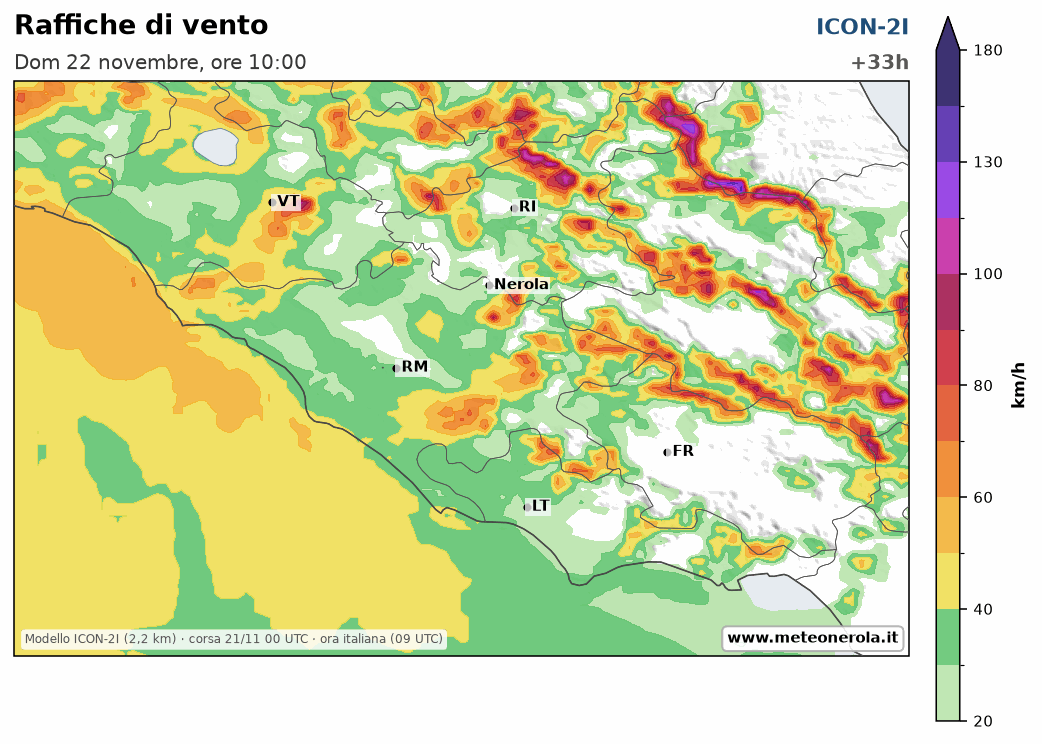 Raffiche di vento
ICON-2I
Dom 22 novembre, ore 10:00
+33h
180
130
100
80
60
40
20
km/h
VT
RI
Nerola
RM
FR
LT
Modello ICON-2I (2,2 km) · corsa 21/11 00 UTC · ora italiana (09 UTC)
www.meteonerola.it